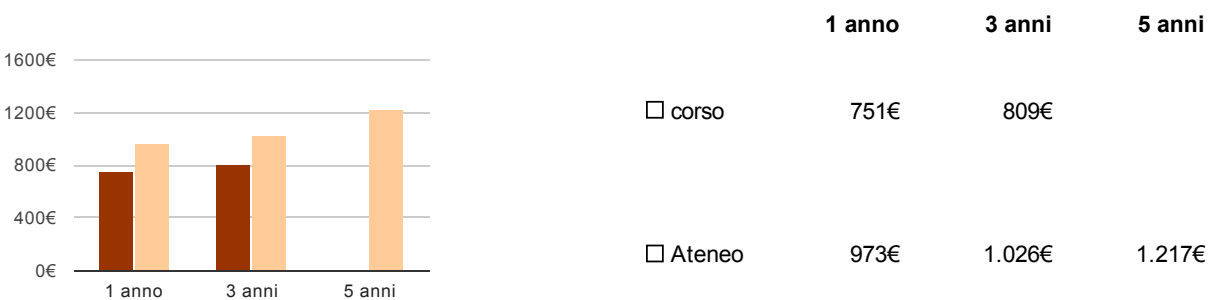 1600€
1200€
800€
400€
0€
1 anno 3 anni 5 anni
1 anno 3 anni 5 anni
corso 751€ 809€
Ateneo 973€ 1.026€ 1.217€